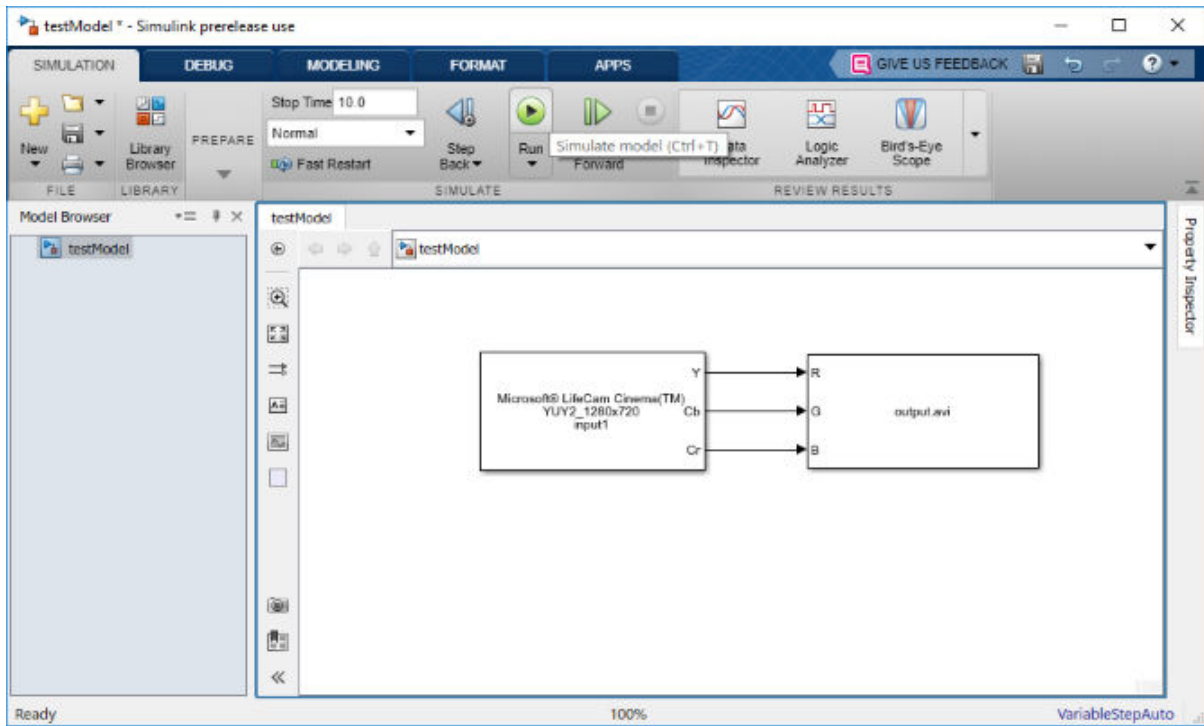 testModel * - Simulink prerelease use
SIMULATION DEBUG MODELING FORMAT APPS GIVE US FEEDBACK ?
New
Library Browser
PREPARE
Stop Time 10.0
Normal
Fast Restart
Step Back
Run
Simulate model (Ctrl+T)
Forward
Inspector
Logic Analyzer
Bird's-Eye Scope
FILE LIBRARY SIMULATE REVIEW RESULTS
Model Browser
testModel
testModel
testModel
Property Inspector
Microsoft® LifeCam Cinema(TM)
YUY2_1280x720
input1
Y
Cb
Cr
R
G
B
output.avi
Ready 100% VariableStepAuto